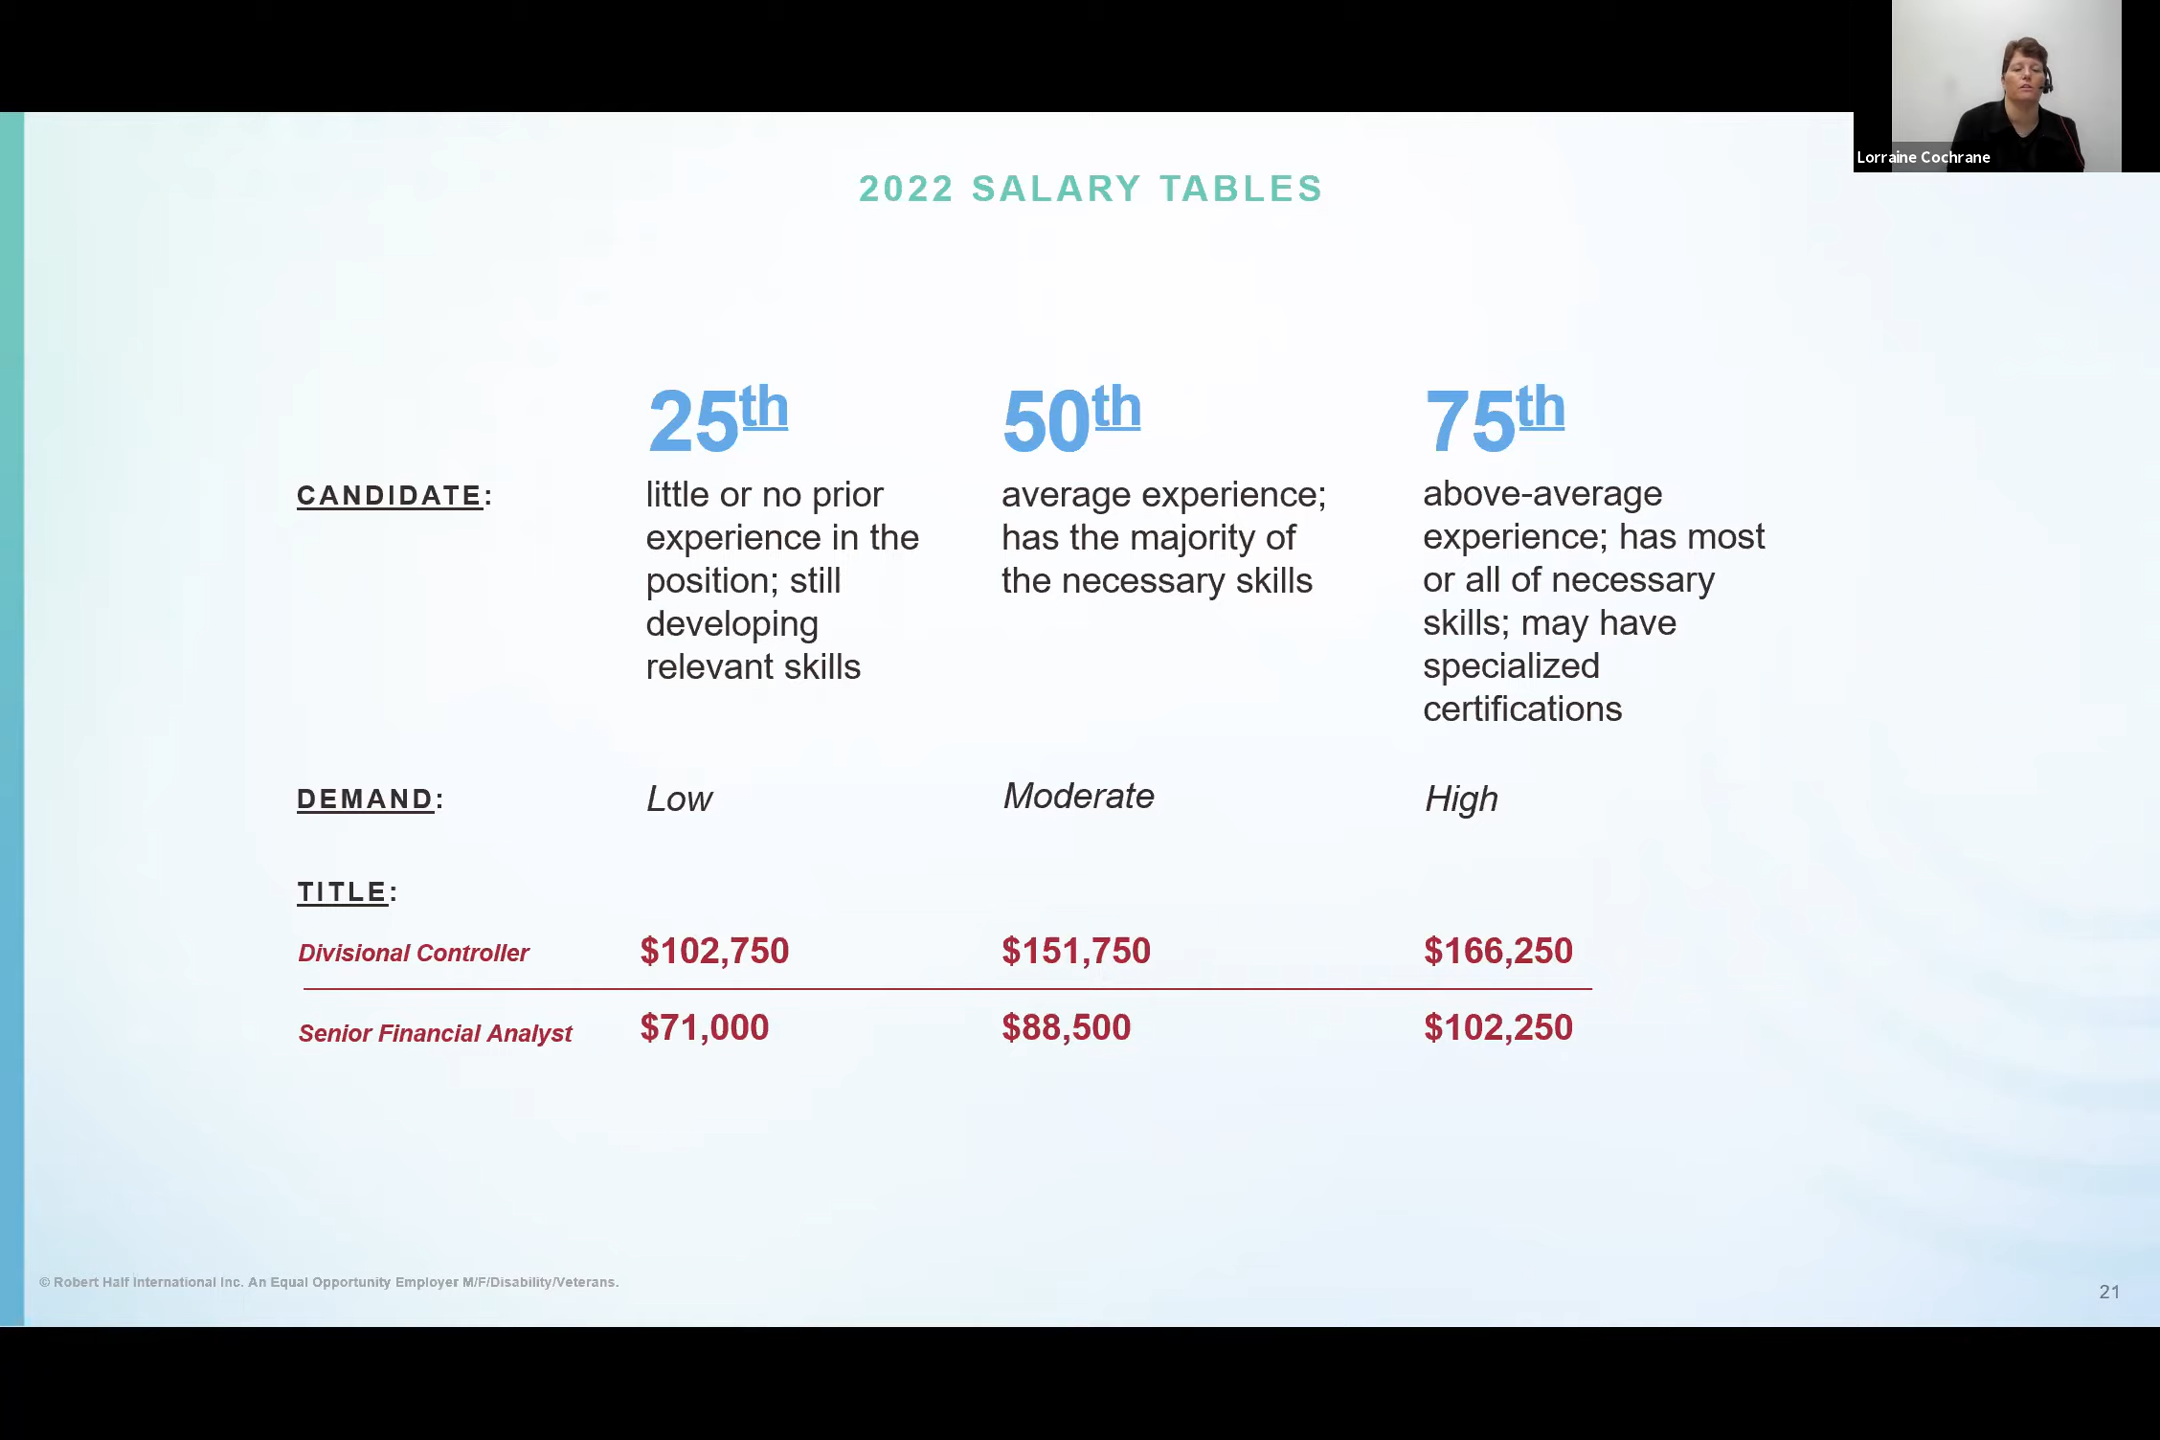 Lorraine Cochrane
2022 SALARY TABLES
25th
50th
75th
CANDIDATE:
little or no prior
experience in the
position; still
developing
relevant skills
average experience;
has the majority of
the necessary skills
above-average
experience; has most
or all of necessary
skills; may have
specialized
certifications
DEMAND:
Low
Moderate
High
TITLE:
Divisional Controller
$102,750
$151,750
$166,250
Senior Financial Analyst
$71,000
$88,500
$102,250
© Robert Half International Inc. An Equal Opportunity Employer M/F/Disability/Veterans.
21